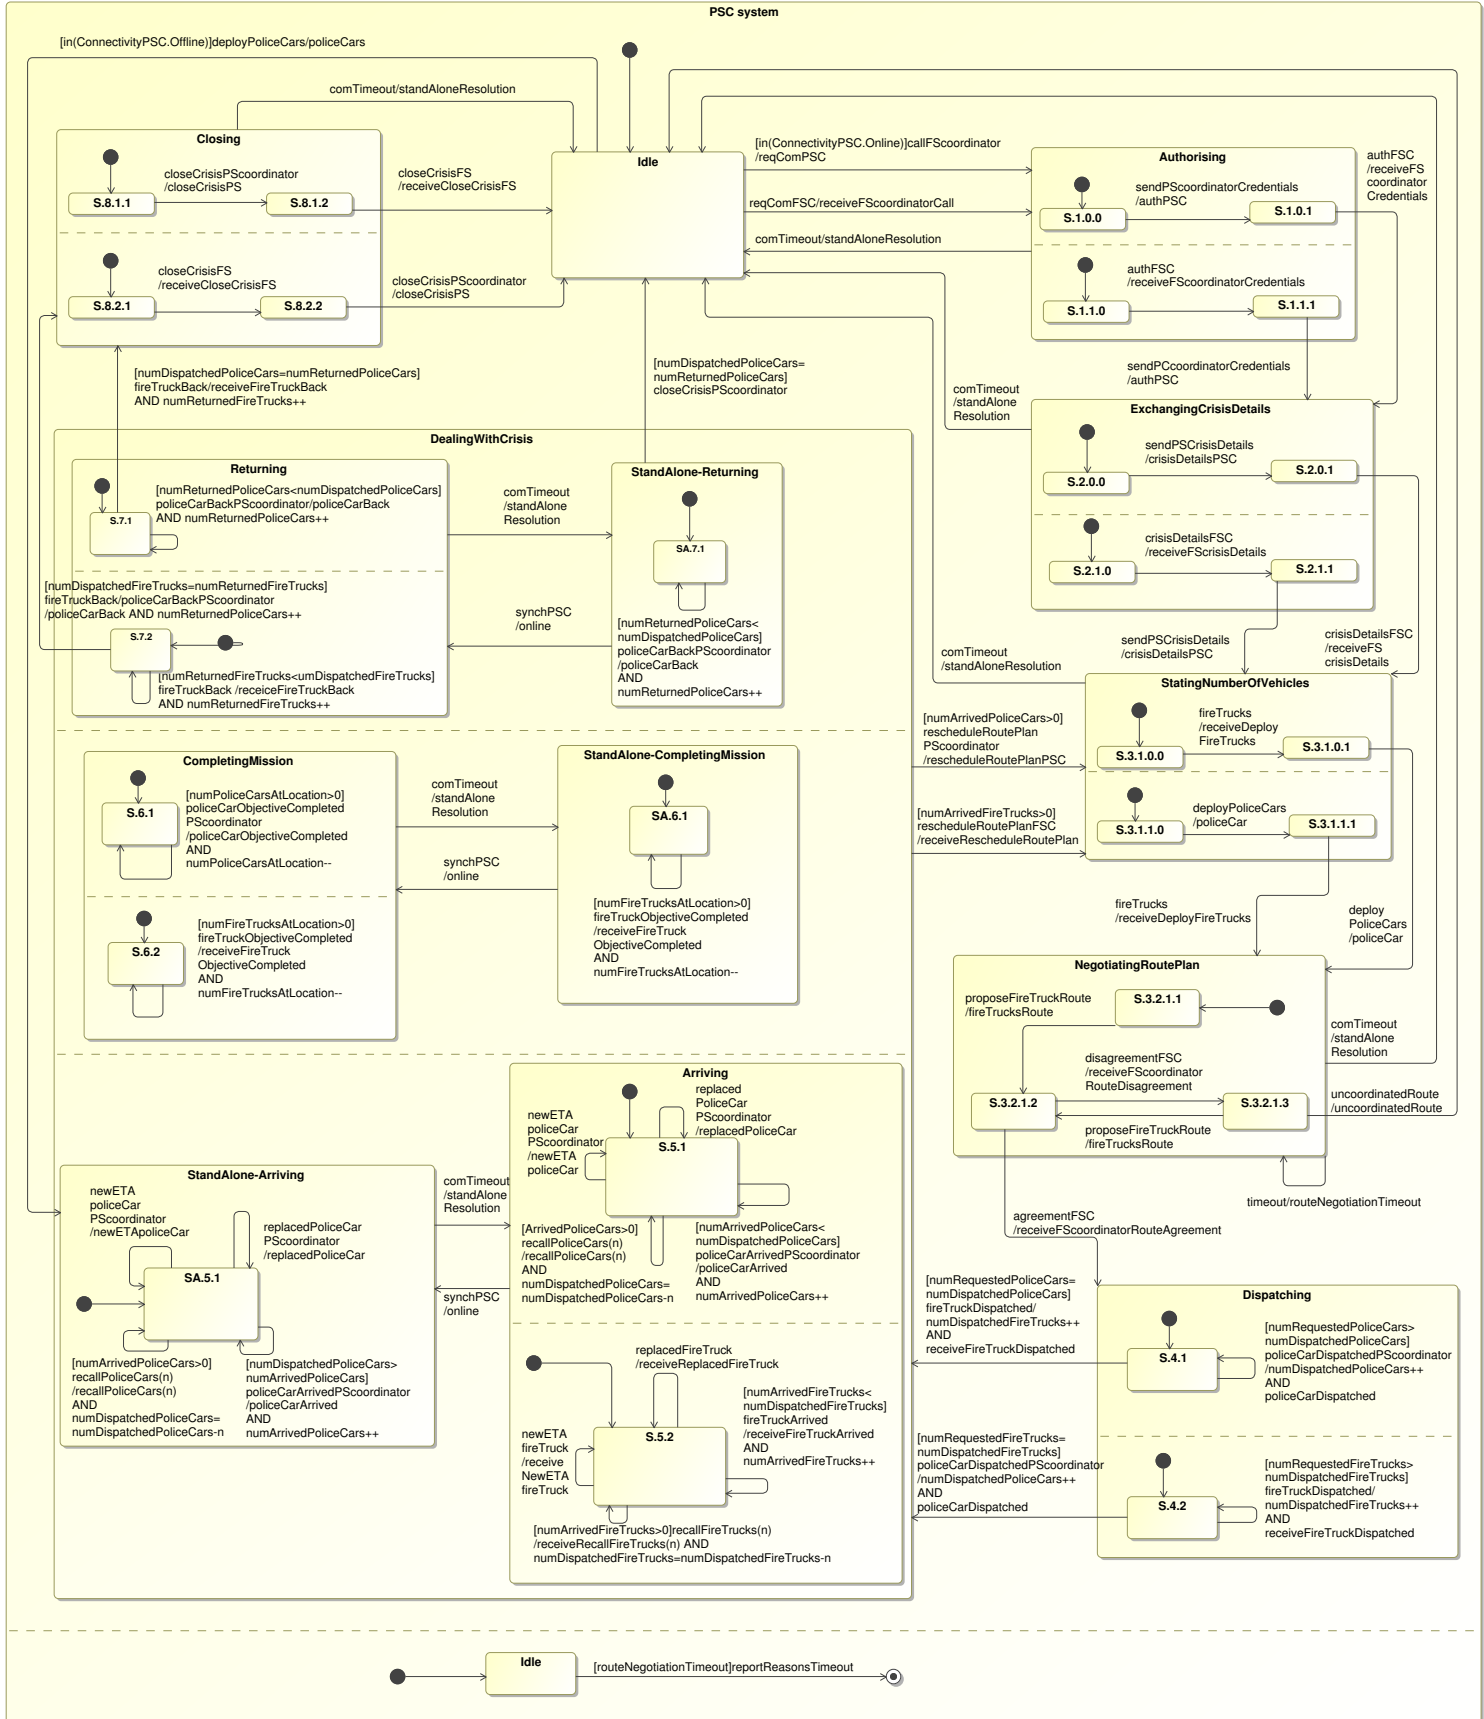 PSC system
[in(ConnectivityPSC.Offline)]deployPoliceCars/policeCars
comTimeout/standAloneResolution
Closing
closeCrisisPScoordinator
/closeCrisisPS
S.8.1.1
S.8.1.2
closeCrisisFS
/receiveCloseCrisisFS
closeCrisisFS
/receiveCloseCrisisFS
S.8.2.1
S.8.2.2
closeCrisisPScoordinator
/closeCrisisPS
Idle
[in(ConnectivityPSC.Online)]callFScoordinator
/reqComPSC
reqComFSC/receiveFScoordinatorCall
comTimeout/standAloneResolution
Authorising
sendPScoordinatorCredentials
/authPSC
S.1.0.0
S.1.0.1
authFSC
/receiveFScoordinatorCredentials
S.1.1.0
S.1.1.1
authFSC
/receiveFS
coordinator
Credentials
sendPCcoordinatorCredentials
/authPSC
[numDispatchedPoliceCars=numReturnedPoliceCars]
fireTruckBack/receiveFireTruckBack
AND numReturnedFireTrucks++
[numDispatchedPoliceCars=
numReturnedPoliceCars]
closeCrisisPScoordinator
comTimeout
/standAlone
Resolution
ExchangingCrisisDetails
sendPSCrisisDetails
/crisisDetailsPSC
S.2.0.0
S.2.0.1
crisisDetailsFSC
/receiveFScrisisDetails
S.2.1.0
S.2.1.1
sendPSCrisisDetails
/crisisDetailsPSC
crisisDetailsFSC
/receiveFS
crisisDetails
comTimeout
/standAloneResolution
DealingWithCrisis
Returning
[numReturnedPoliceCars<numDispatchedPoliceCars]
policeCarBackPScoordinator/policeCarBack
AND numReturnedPoliceCars++
S.7.1
[numDispatchedFireTrucks=numReturnedFireTrucks]
fireTruckBack/policeCarBackPScoordinator
/policeCarBack AND numReturnedPoliceCars++
S.7.2
[numReturnedFireTrucks<umDispatchedFireTrucks]
fireTruckBack /receiceFireTruckBack
AND numReturnedFireTrucks++
comTimeout
/standAlone
Resolution
synchPSC
/online
StandAlone-Returning
SA.7.1
[numReturnedPoliceCars<
numDispatchedPoliceCars]
policeCarBackPScoordinator
/policeCarBack
AND
numReturnedPoliceCars++
StatingNumberOfVehicles
fireTrucks
/receiveDeploy
FireTrucks
S.3.1.0.0
S.3.1.0.1
deployPoliceCars
/policeCar
S.3.1.1.0
S.3.1.1.1
[numArrivedPoliceCars>0]
rescheduleRoutePlan
PScoordinator
/rescheduleRoutePlanPSC
[numArrivedFireTrucks>0]
rescheduleRoutePlanFSC
/receiveRescheduleRoutePlan
fireTrucks
/receiveDeployFireTrucks
deploy
PoliceCars
/policeCar
CompletingMission
S.6.1
[numPoliceCarsAtLocation>0]
policeCarObjectiveCompleted
PScoordinator
/policeCarObjectiveCompleted
AND
numPoliceCarsAtLocation--
S.6.2
[numFireTrucksAtLocation>0]
fireTruckObjectiveCompleted
/receiveFireTruck
ObjectiveCompleted
AND
numFireTrucksAtLocation--
comTimeout
/standAlone
Resolution
synchPSC
/online
StandAlone-CompletingMission
SA.6.1
[numFireTrucksAtLocation>0]
fireTruckObjectiveCompleted
/receiveFireTruck
ObjectiveCompleted
AND
numFireTrucksAtLocation--
NegotiatingRoutePlan
proposeFireTruckRoute
/fireTrucksRoute
S.3.2.1.1
disagreementFSC
/receiveFScoordinator
RouteDisagreement
S.3.2.1.2
S.3.2.1.3
proposeFireTruckRoute
/fireTrucksRoute
comTimeout
/standAlone
Resolution
uncoordinatedRoute
/uncoordinatedRoute
timeout/routeNegotiationTimeout
agreementFSC
/receiveFScoordinatorRouteAgreement
StandAlone-Arriving
newETA
policeCar
PScoordinator
/newETApoliceCar
replacedPoliceCar
PScoordinator
/replacedPoliceCar
SA.5.1
[numArrivedPoliceCars>0]
recallPoliceCars(n)
/recallPoliceCars(n)
AND
numDispatchedPoliceCars=
numDispatchedPoliceCars-n
[numDispatchedPoliceCars>
numArrivedPoliceCars]
policeCarArrivedPScoordinator
/policeCarArrived
AND
numArrivedPoliceCars++
comTimeout
/standAlone
Resolution
synchPSC
/online
Arriving
newETA
policeCar
PScoordinator
/newETA
policeCar
replaced
PoliceCar
PScoordinator
/replacedPoliceCar
S.5.1
[ArrivedPoliceCars>0]
recallPoliceCars(n)
/recallPoliceCars(n)
AND
numDispatchedPoliceCars=
numDispatchedPoliceCars-n
[numArrivedPoliceCars<
numDispatchedPoliceCars]
policeCarArrivedPScoordinator
/policeCarArrived
AND
numArrivedPoliceCars++
replacedFireTruck
/receiveReplacedFireTruck
newETA
fireTruck
/receive
NewETA
fireTruck
S.5.2
[numArrivedFireTrucks<
numDispatchedFireTrucks]
fireTruckArrived
/receiveFireTruckArrived
AND
numArrivedFireTrucks++
[numArrivedFireTrucks>0]recallFireTrucks(n)
/receiveRecallFireTrucks(n) AND
numDispatchedFireTrucks=numDispatchedFireTrucks-n
[numRequestedPoliceCars=
numDispatchedPoliceCars]
fireTruckDispatched/
numDispatchedFireTrucks++
AND
receiveFireTruckDispatched
[numRequestedFireTrucks=
numDispatchedFireTrucks]
policeCarDispatchedPScoordinator
/numDispatchedPoliceCars++
AND
policeCarDispatched
Dispatching
S.4.1
[numRequestedPoliceCars>
numDispatchedPoliceCars]
policeCarDispatchedPScoordinator
/numDispatchedPoliceCars++
AND
policeCarDispatched
S.4.2
[numRequestedFireTrucks>
numDispatchedFireTrucks]
fireTruckDispatched/
numDispatchedFireTrucks++
AND
receiveFireTruckDispatched
Idle
[routeNegotiationTimeout]reportReasonsTimeout